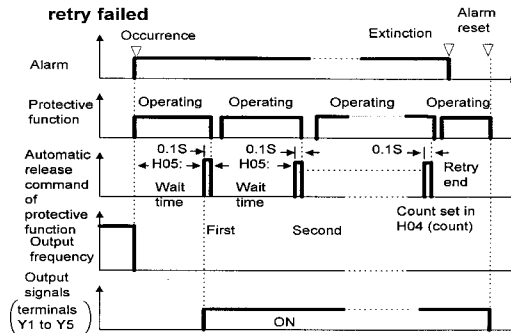 retry failed
Alarm
reset
Occurrence
Extinction
Alarm
Protective
function
Operating
Operating
Operating
Operating
0.1S
0.1S
0.1S
Automatic
release
command
of
protective
function
H05:
H05:
Wait
time
Wait
time
Retry
end
Count set in
H04 (count)
Output
frequency
First
Second
Output
signals
(terminals
Y1 to Y5)
ON